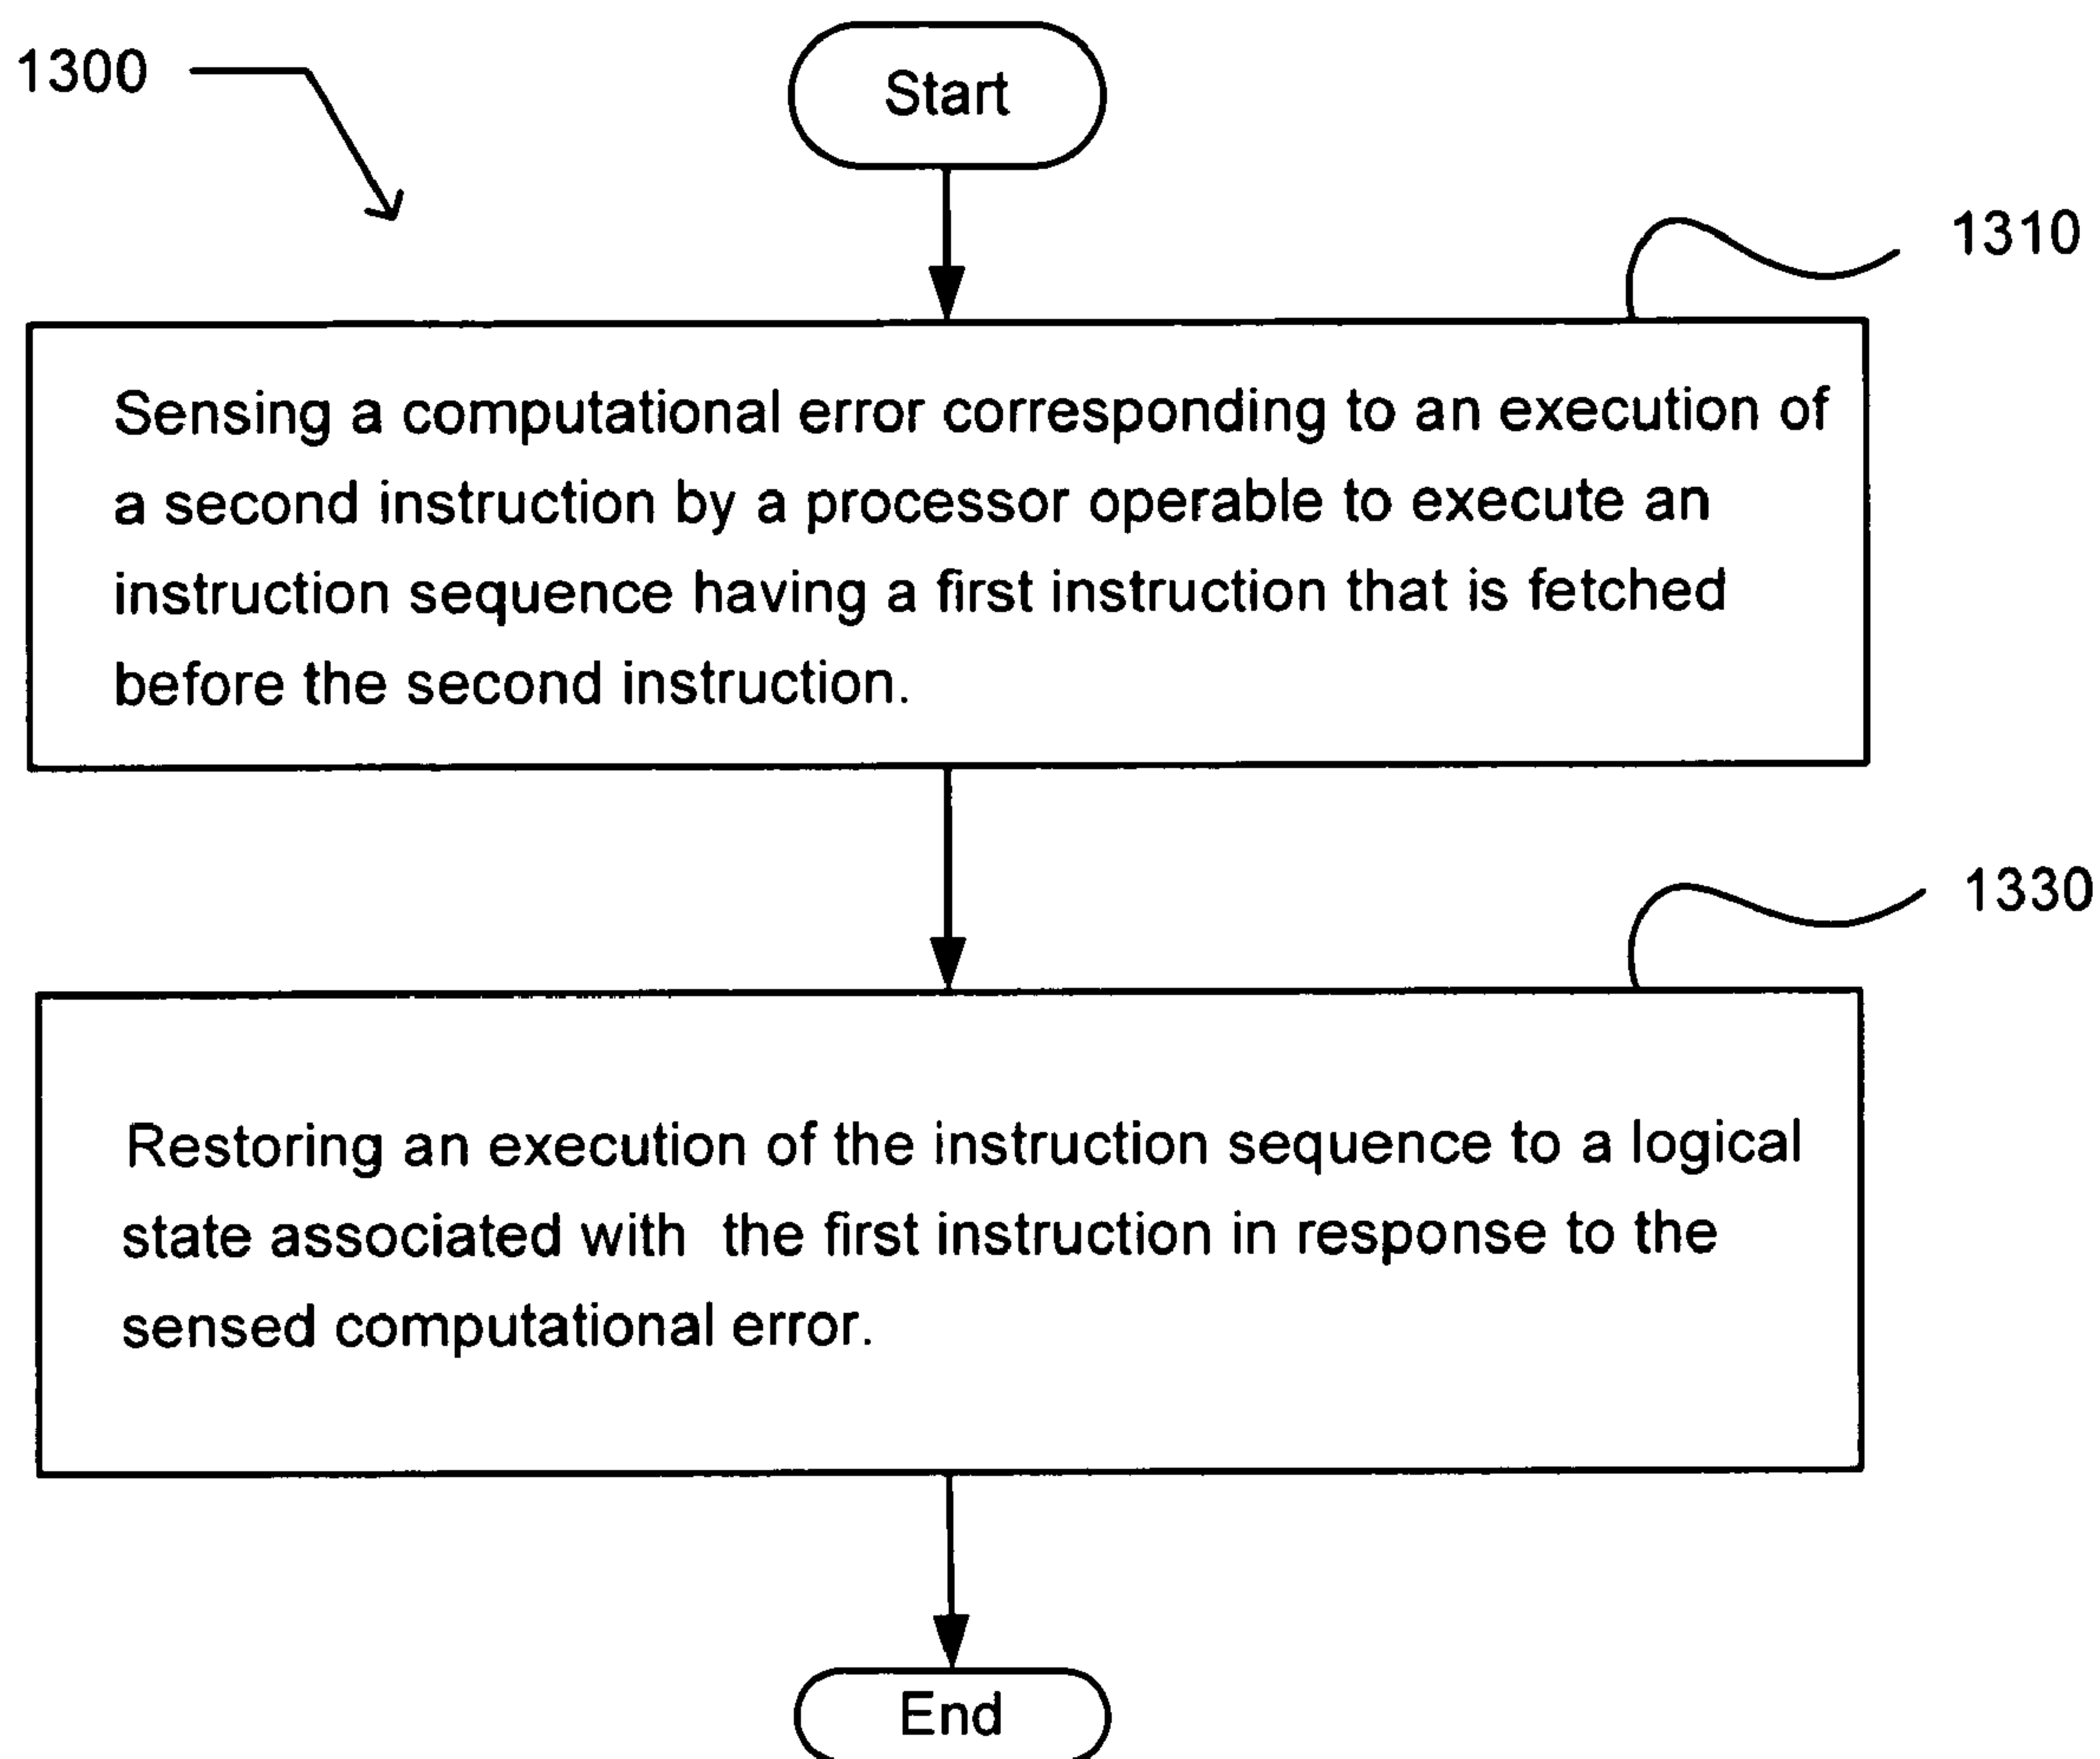 1300
Start
1310
Sensing a computational error corresponding to an execution of
a second instruction by a processor operable to execute an
instruction sequence having a first instruction that is fetched
before the second instruction.
1330
Restoring an execution of the instruction sequence to a logical
state associated with the first instruction in response to the
sensed computational error.
End